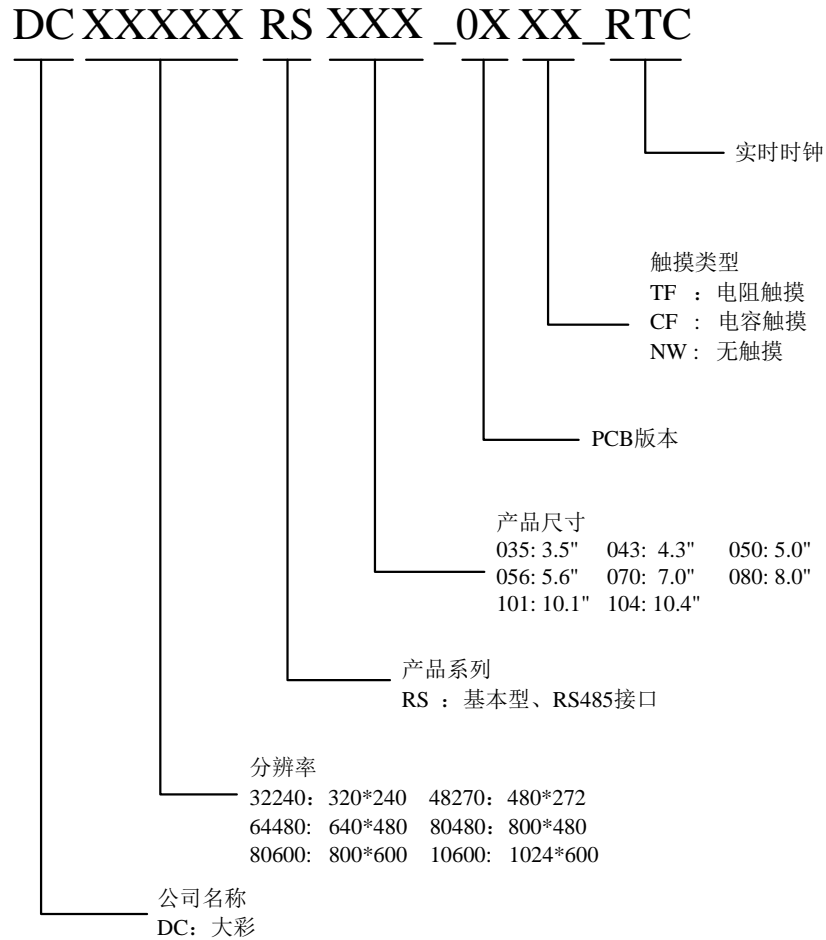 DC XXXXX RS XXX _0X XX_RTC
实时时钟
触摸类型
TF ：电阻触摸
CF : 电容触摸
NW : 无触摸
PCB版本
产品尺寸
035: 3.5" 043: 4.3" 050: 5.0"
056: 5.6" 070: 7.0" 080: 8.0"
101: 10.1" 104: 10.4"
产品系列
RS ：基本型、RS485接口
分辨率
32240：320*240 48270：480*272
64480: 640*480 80480：800*480
80600: 800*600 10600: 1024*600
公司名称
DC：大彩